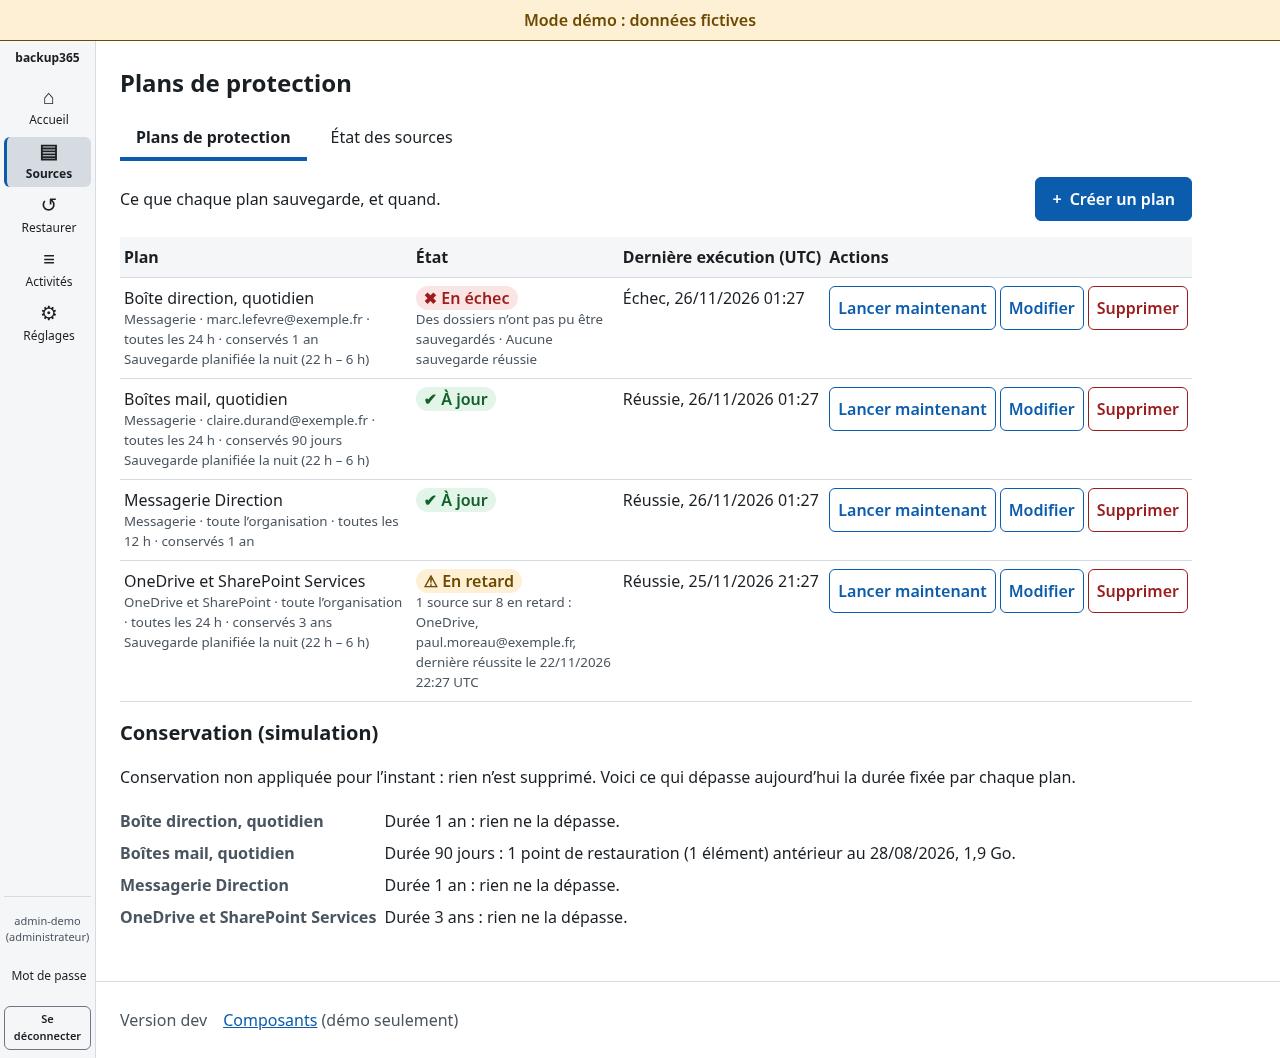 Mode démo : données fictives
backup365
Accueil
Sources
Restaurer
Activités
Réglages
admin-demo
(administrateur)
Mot de passe
Se
déconnecter
Plans de protection
Plans de protection État des sources
Ce que chaque plan sauvegarde, et quand.
+ Créer un plan
Plan État Dernière exécution (UTC) Actions
Boîte direction, quotidien
Messagerie · marc.lefevre@exemple.fr ·
toutes les 24 h · conservés 1 an
Sauvegarde planifiée la nuit (22 h – 6 h)
✖ En échec
Des dossiers n’ont pas pu être
sauvegardés · Aucune
sauvegarde réussie
Échec, 26/11/2026 01:27
Lancer maintenant Modifier Supprimer
Boîtes mail, quotidien
Messagerie · claire.durand@exemple.fr ·
toutes les 24 h · conservés 90 jours
Sauvegarde planifiée la nuit (22 h – 6 h)
✔ À jour
Réussie, 26/11/2026 01:27
Lancer maintenant Modifier Supprimer
Messagerie Direction
Messagerie · toute l’organisation · toutes les
12 h · conservés 1 an
✔ À jour
Réussie, 26/11/2026 01:27
Lancer maintenant Modifier Supprimer
OneDrive et SharePoint Services
OneDrive et SharePoint · toute l’organisation
· toutes les 24 h · conservés 3 ans
Sauvegarde planifiée la nuit (22 h – 6 h)
⚠ En retard
1 source sur 8 en retard :
OneDrive,
paul.moreau@exemple.fr,
dernière réussite le 22/11/2026
22:27 UTC
Réussie, 25/11/2026 21:27
Lancer maintenant Modifier Supprimer
Conservation (simulation)
Conservation non appliquée pour l’instant : rien n’est supprimé. Voici ce qui dépasse aujourd’hui la durée fixée par chaque plan.
Boîte direction, quotidien Durée 1 an : rien ne la dépasse.
Boîtes mail, quotidien Durée 90 jours : 1 point de restauration (1 élément) antérieur au 28/08/2026, 1,9 Go.
Messagerie Direction Durée 1 an : rien ne la dépasse.
OneDrive et SharePoint Services Durée 3 ans : rien ne la dépasse.
Version dev Composants (démo seulement)